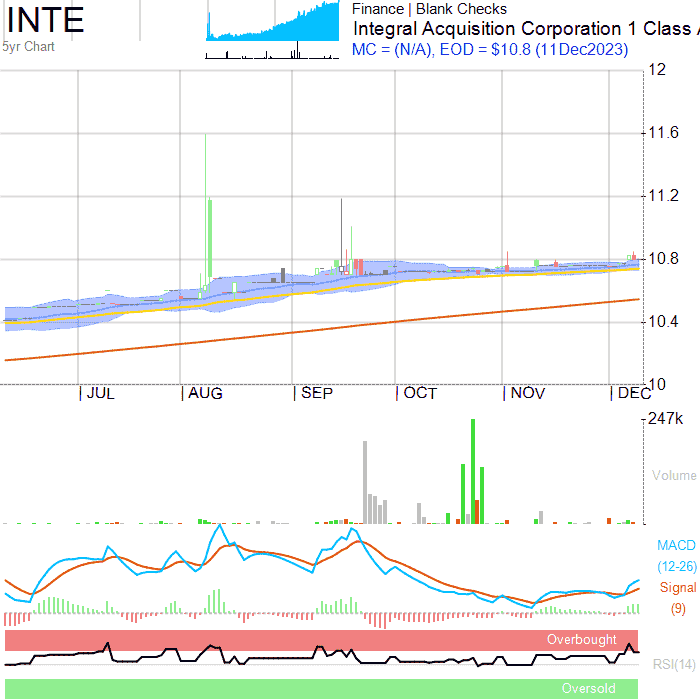 INTE
5yr Chart
Finance | Blank Checks
Integral Acquisition Corporation 1 Class A
MC = (N/A), EOD = $10.8 (11Dec2023)
12
11.6
11.2
10.8
10.4
10
JUL
AUG
SEP
OCT
NOV
DEC
247k
Volume
MACD
(12-26)
Signal
(9)
Overbought
RSI(14)
Oversold